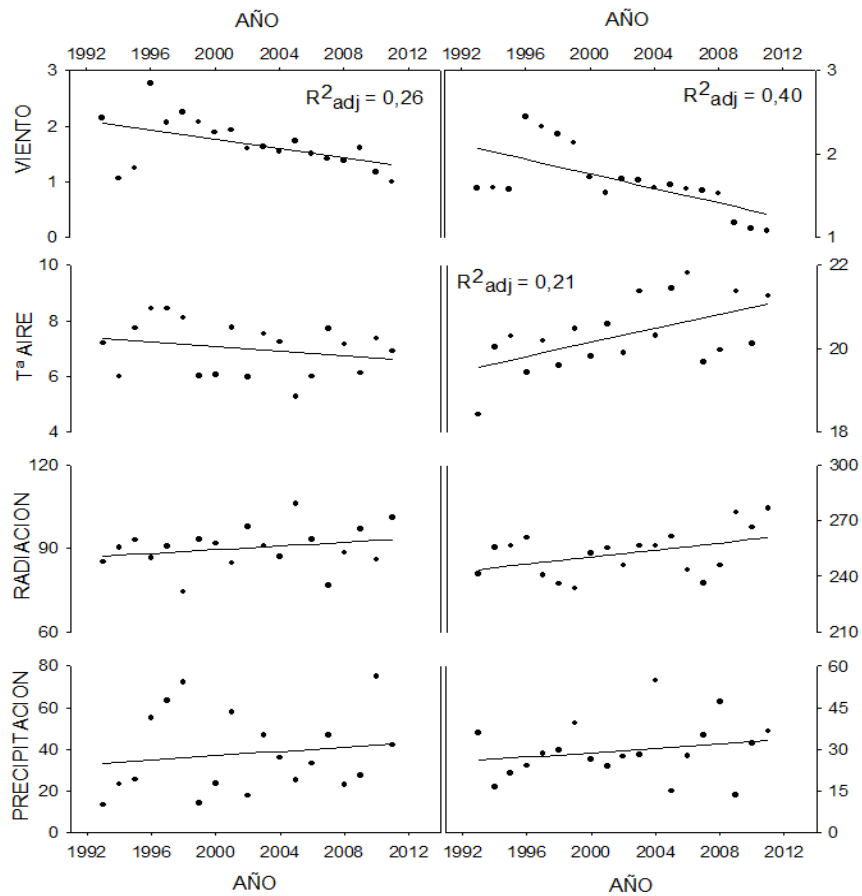 AÑO AÑO
1992 1996 2000 2004 2008 2012 1992 1996 2000 2004 2008 2012
3 3
R²adj = 0,26 R²adj = 0,40
VIENTO
2 2
1
0 1
10 22
R²adj = 0,21
Tª AIRE
8
20
6
4 18
120 300
RADIACION
270
90
240
60 210
80 60
PRECIPITACION
60 45
40 30
20 15
0 0
1992 1996 2000 2004 2008 2012 1992 1996 2000 2004 2008 2012
AÑO AÑO